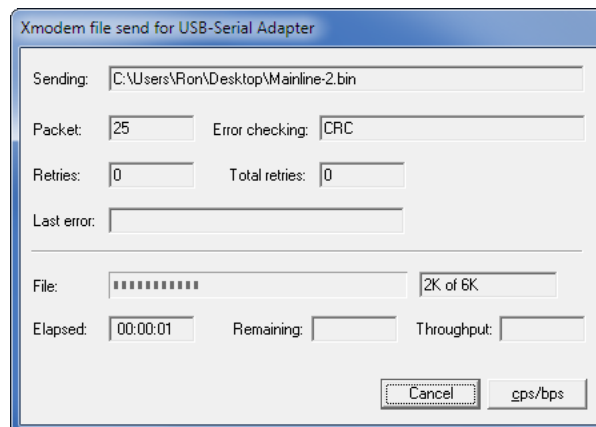 Xmodem file send for USB-Serial Adapter
Sending: C:\Users\Ron\Desktop\Mainline-2.bin
Packet: 25 Error checking: CRC
Retries: 0 Total retries: 0
Last error:
File: 2K of 6K
Elapsed: 00:00:01 Remaining: Throughput:
Cancel cps/bps